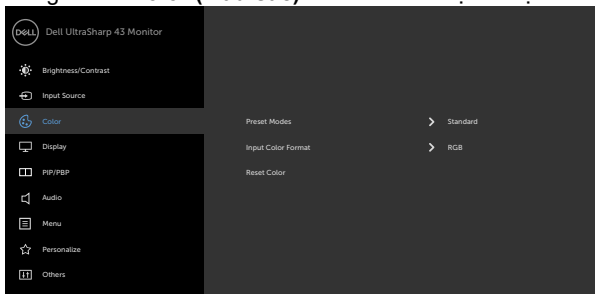 DELL Dell UltraSharp 43 Monitor
Brightness/Contrast
Input Source
Color
Preset Modes Standard
Input Color Format RGB
Reset Color
Display
PIP/PBP
Audio
Menu
Personalize
Others